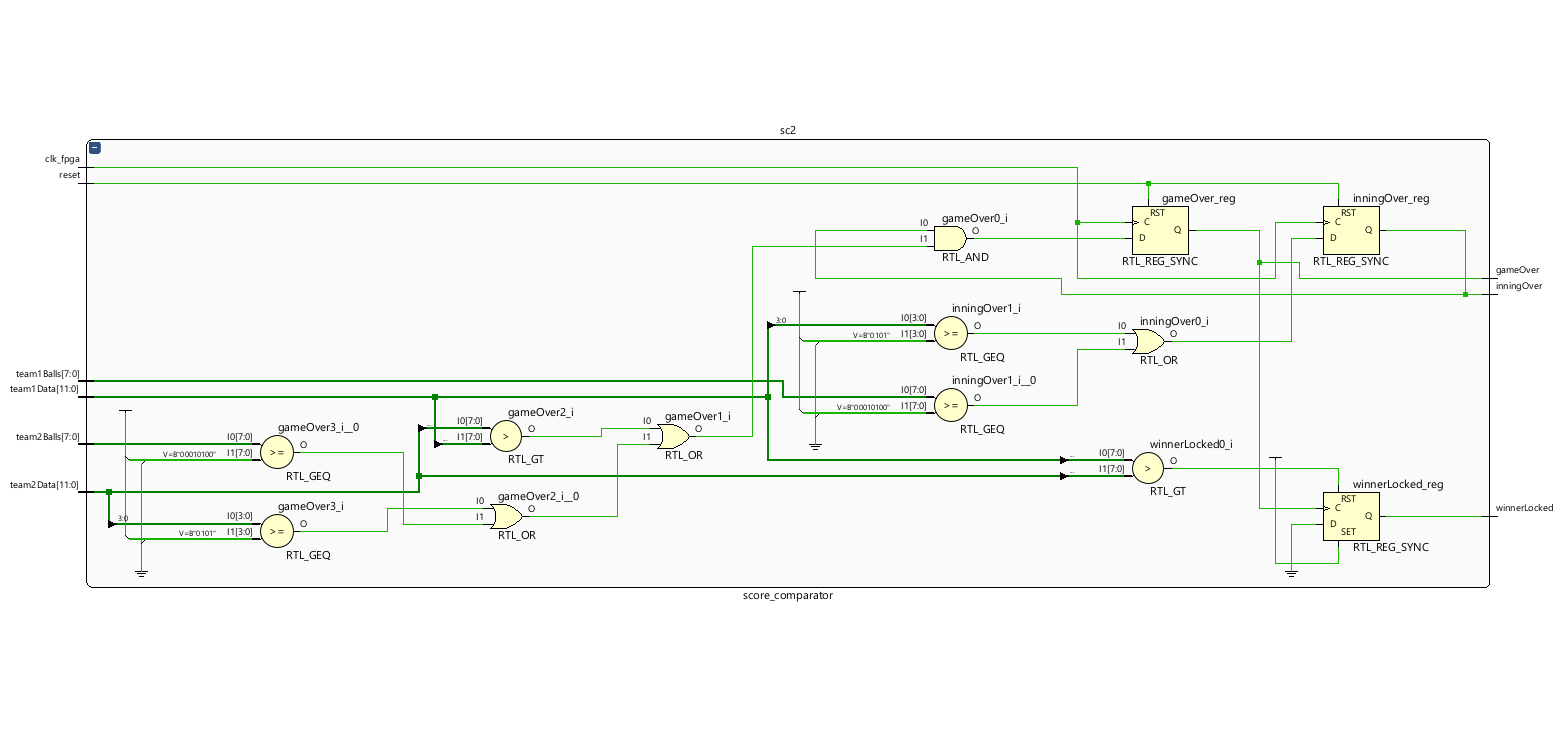 sc2
clk_fpga
reset
gameOver_reg
RST
C
D
Q
RTL_REG_SYNC
inningOver_reg
RST
C
D
Q
RTL_REG_SYNC
gameOver0_i
I0
I1
O
RTL_AND
gameOver
inningOver
inningOver1_i
3:0
I0[3:0]
V=B"0101"
I1[3:0]
O
>=
RTL_GEQ
inningOver0_i
I0
I1
O
RTL_OR
team1Balls[7:0]
team1Data[11:0]
inningOver1_i__0
I0[7:0]
V=B"00010100"
I1[7:0]
O
>=
RTL_GEQ
gameOver2_i
..
I0[7:0]
..
I1[7:0]
O
>
RTL_GT
gameOver1_i
I0
I1
O
RTL_OR
team2Balls[7:0]
gameOver3_i__0
I0[7:0]
V=B"00010100"
I1[7:0]
O
>=
RTL_GEQ
winnerLocked0_i
..
I0[7:0]
..
I1[7:0]
O
>
RTL_GT
team2Data[11:0]
gameOver3_i
3:0
I0[3:0]
V=B"0101"
I1[3:0]
O
>=
RTL_GEQ
gameOver2_i__0
I0
I1
O
RTL_OR
winnerLocked_reg
RST
C
D
Q
SET
RTL_REG_SYNC
winnerLocked
score_comparator